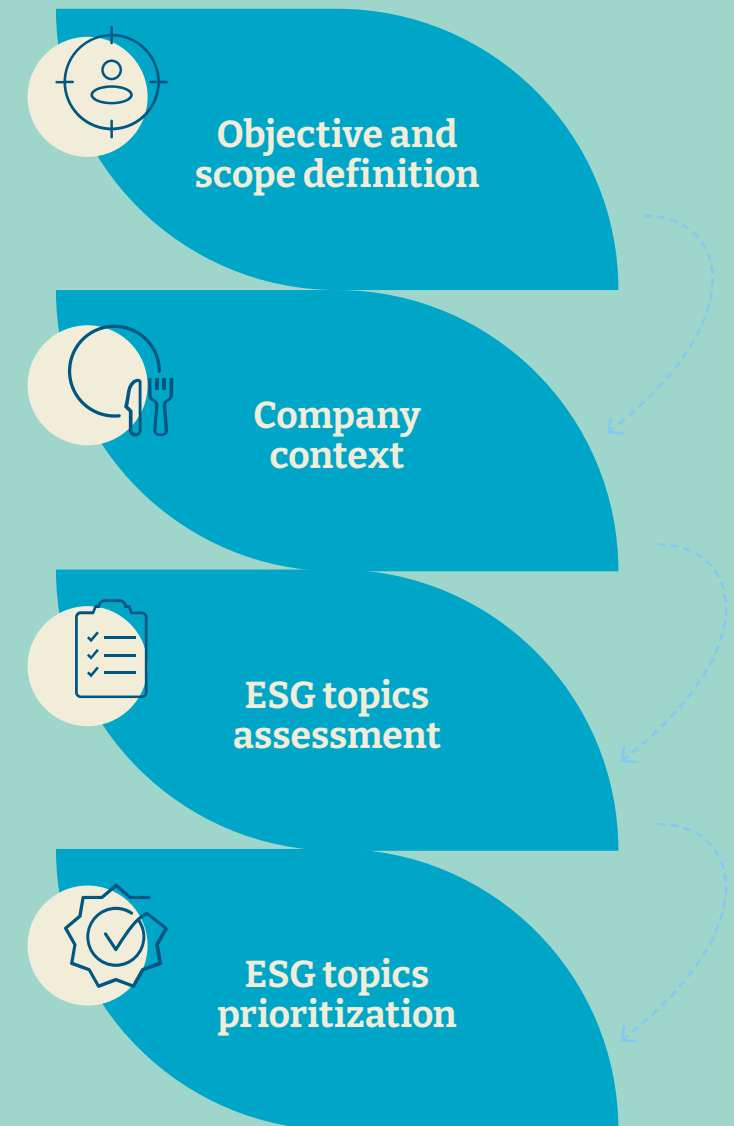 Objective and
scope definition
Company
context
ESG topics
assessment
ESG topics
prioritization